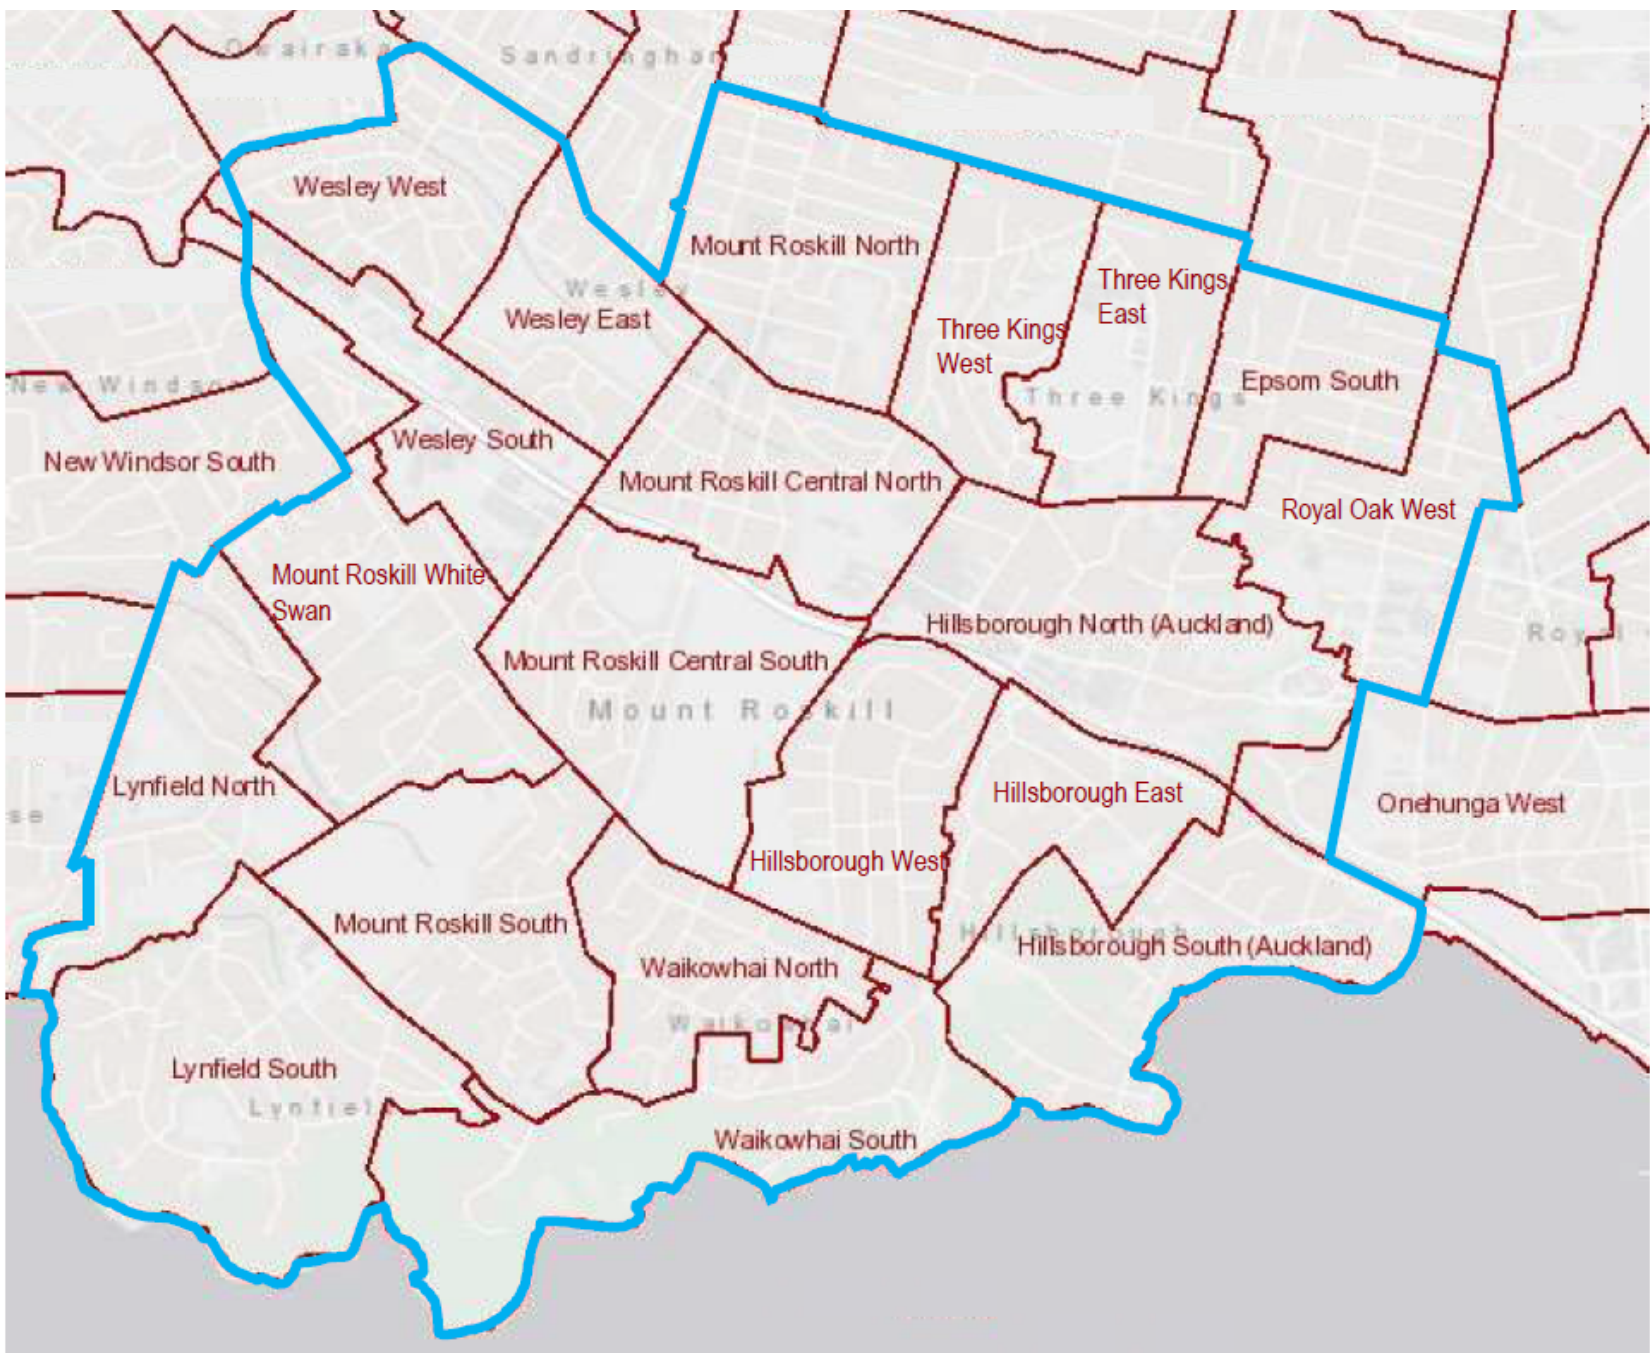 Owairaka
Sandringham
Wesley West
Mount Roskill North
Three Kings
East
Wesley
Wesley East
Three Kings
West
New Windsor
Epsom South
Three Kings
Wesley South
New Windsor South
Mount Roskill Central North
Royal Oak West
Mount Roskill White
Swan
Hillsborough North (Auckland)
Royal
Mount Roskill Central South
Mount Roskill
Lynfield North
Hillsborough East
Onehunga West
se
Hillsborough West
Mount Roskill South
Hillsborough
Hillsborough South (Auckland)
Waikowhai North
Waikowhai
Lynfield South
Lynfiel
Waikowhai South